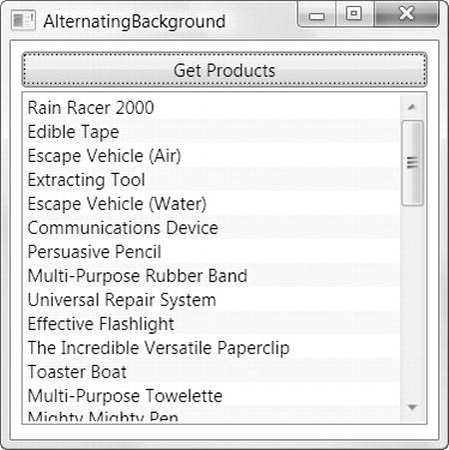 AlternatingBackground
Get Products
Rain Racer 2000
Edible Tape
Escape Vehicle (Air)
Extracting Tool
Escape Vehicle (Water)
Communications Device
Persuasive Pencil
Multi-Purpose Rubber Band
Universal Repair System
Effective Flashlight
The Incredible Versatile Paperclip
Toaster Boat
Multi-Purpose Towelette
Mighty Mighty Pen